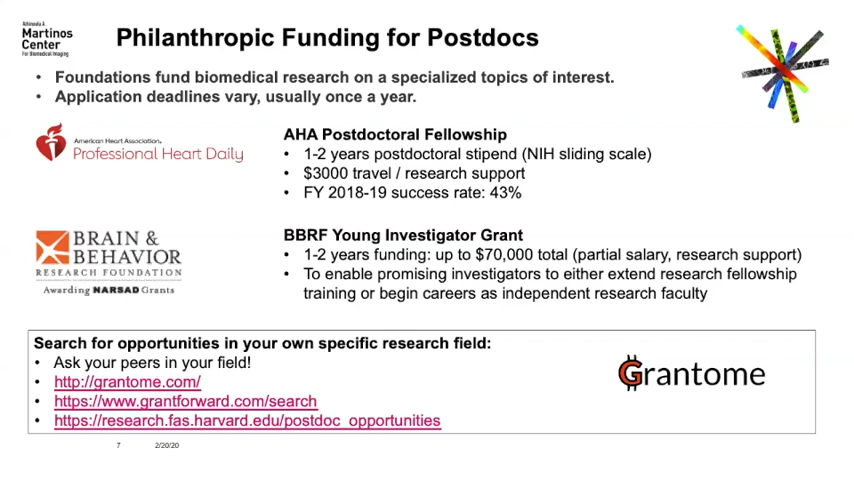 Athinoula A.
Martinos
Center
For Biomedical Imaging
Philanthropic Funding for Postdocs
• Foundations fund biomedical research on a specialized topics of interest.
• Application deadlines vary, usually once a year.
American Heart Association®
Professional Heart Daily
AHA Postdoctoral Fellowship
• 1-2 years postdoctoral stipend (NIH sliding scale)
• $3000 travel / research support
• FY 2018-19 success rate: 43%
BRAIN &
BEHAVIOR
RESEARCH FOUNDATION
Awarding NARSAD Grants
BBRF Young Investigator Grant
• 1-2 years funding: up to $70,000 total (partial salary, research support)
• To enable promising investigators to either extend research fellowship
training or begin careers as independent research faculty
Search for opportunities in your own specific research field:
• Ask your peers in your field!
• http://grantome.com/
• https://www.grantforward.com/search
• https://research.fas.harvard.edu/postdoc_opportunities
Grantome
7 2/20/20